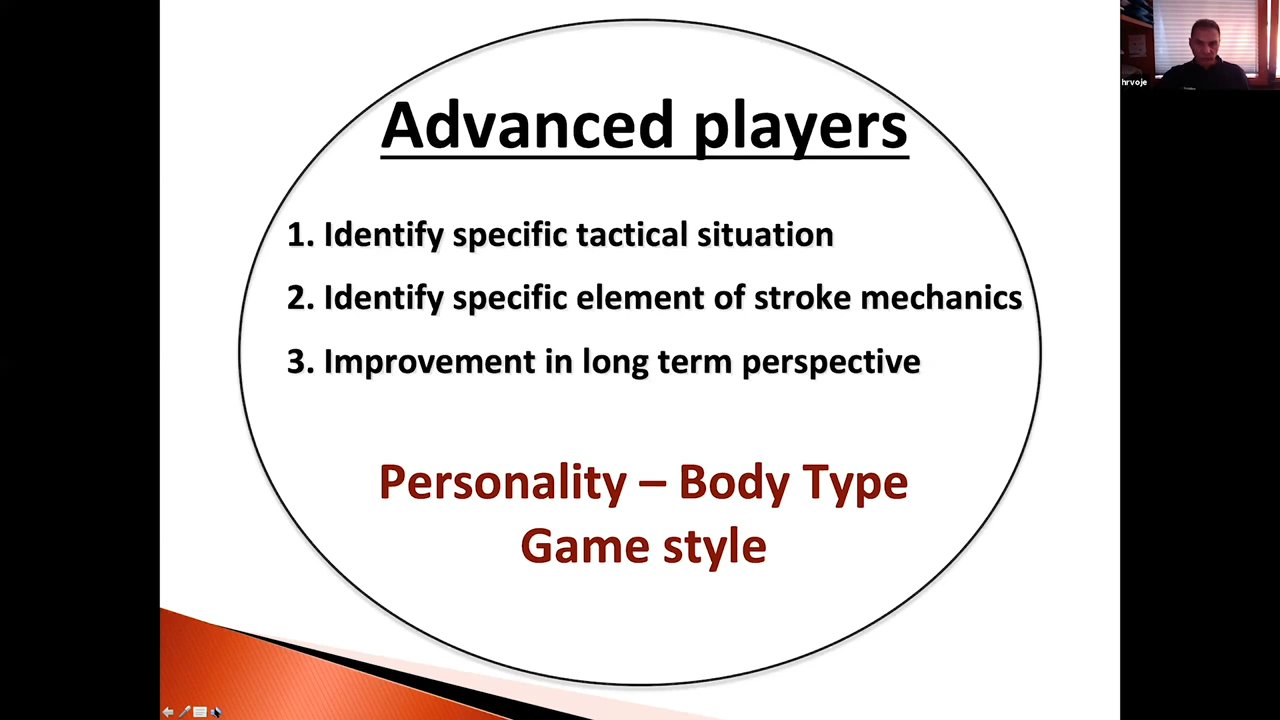 hrvoje
Advanced players
1. Identify specific tactical situation
2. Identify specific element of stroke mechanics
3. Improvement in long term perspective
Personality – Body Type
Game style